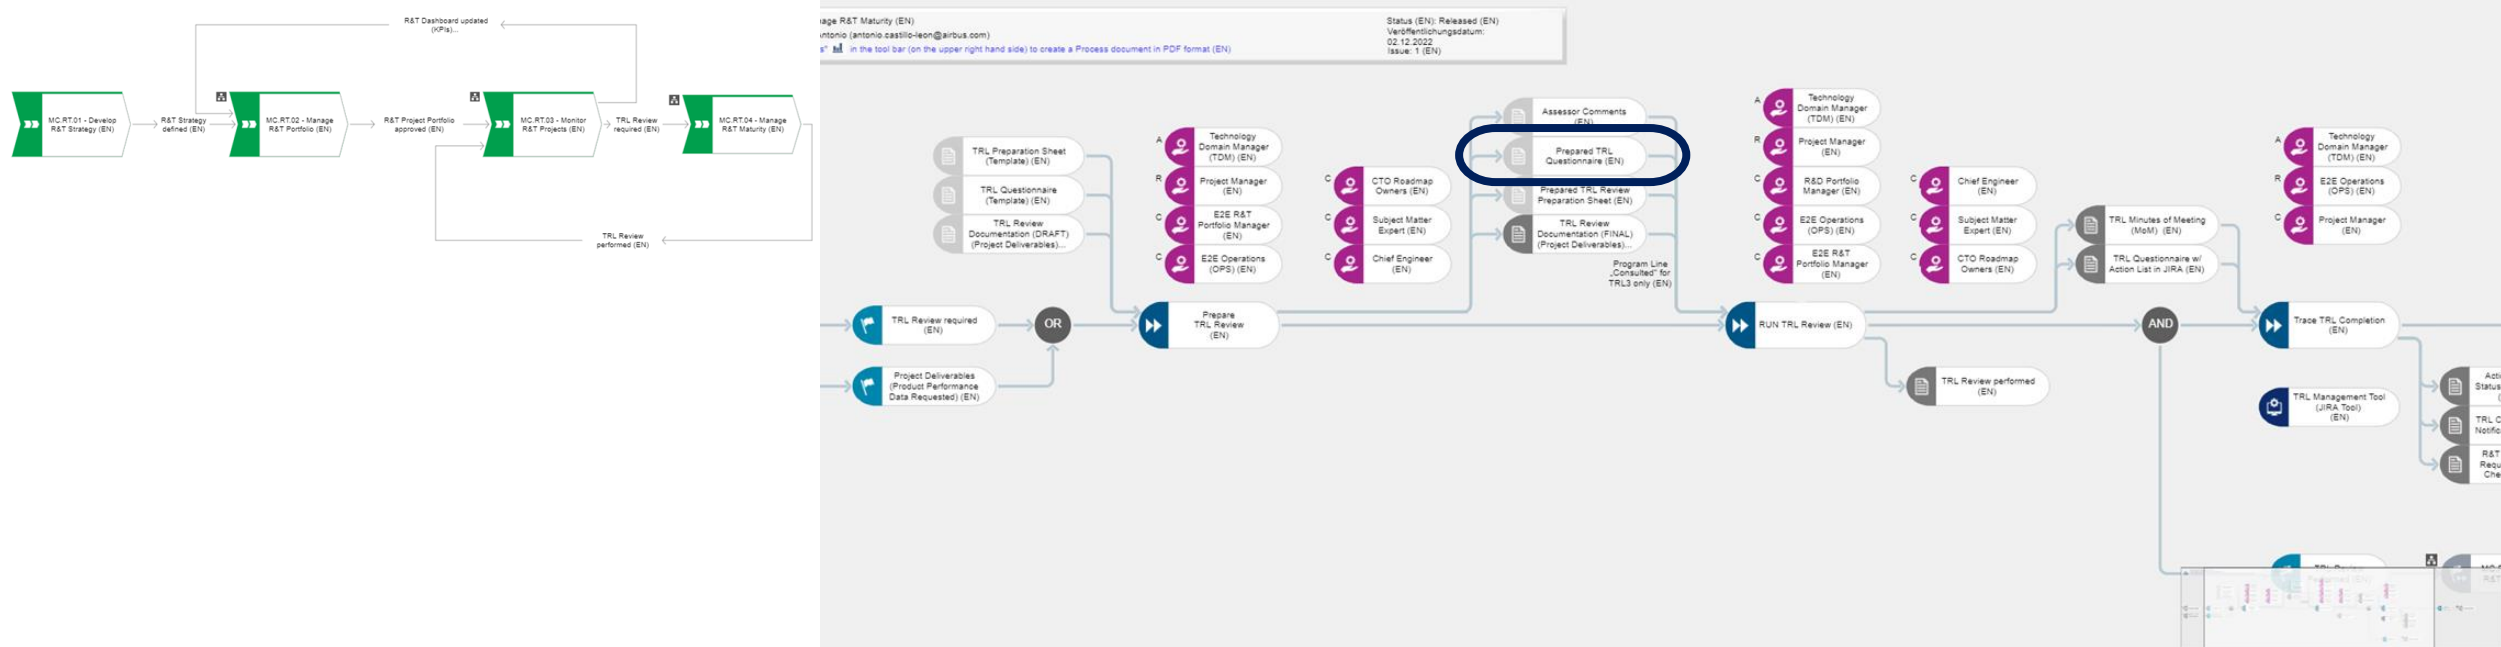 R&T Dashboard updated
(KPIs)...
MC.RT.01 - Develop
R&T Strategy (EN)
R&T Strategy
defined (EN)
MC.RT.02 - Manage
R&T Portfolio (EN)
R&T Project Portfolio
approved (EN)
MC.RT.03 - Monitor
R&T Projects (EN)
TRL Review
required (EN)
MC.RT.04 - Manage
R&T Maturity (EN)
TRL Review
performed (EN)
age R&T Maturity (EN)
ntonio (antonio.castillo-leon@airbus.com)
s" in the tool bar (on the upper right hand side) to create a Process document in PDF format (EN)
Status (EN): Released (EN)
Veröffentlichungsdatum:
02.12.2022
Issue: 1 (EN)
TRL Preparation Sheet
(Template) (EN)
TRL Questionnaire
(Template) (EN)
TRL Review
Documentation (DRAFT)
(Project Deliverables)...
A
Technology
Domain Manager
(TDM) (EN)
R
Project Manager
(EN)
C
E2E R&T
Portfolio Manager
(EN)
C
E2E Operations
(OPS) (EN)
C
CTO Roadmap
Owners (EN)
C
Subject Matter
Expert (EN)
C
Chief Engineer
(EN)
Assessor Comments
(EN)
Prepared TRL
Questionnaire (EN)
Prepared TRL Review
Preparation Sheet (EN)
TRL Review
Documentation (FINAL)
(Project Deliverables)...
Program Line
„Consulted" for
TRL3 only (EN)
A
Technology
Domain Manager
(TDM) (EN)
R
Project Manager
(EN)
C
R&D Portfolio
Manager (EN)
C
E2E Operations
(OPS) (EN)
C
E2E R&T
Portfolio Manager
(EN)
C
Chief Engineer
(EN)
C
Subject Matter
Expert (EN)
C
CTO Roadmap
Owners (EN)
TRL Minutes of Meeting
(MoM) (EN)
TRL Questionnaire w/
Action List in JIRA (EN)
A
Technology
Domain Manager
(TDM) (EN)
R
E2E Operations
(OPS) (EN)
C
Project Manager
(EN)
TRL Review required
(EN)
OR
Prepare
TRL Review
(EN)
RUN TRL Review (EN)
AND
Trace TRL Completion
(EN)
Project Deliverables
(Product Performance
Data Requested) (EN)
TRL Review performed
(EN)
TRL Management Tool
(JIRA Tool)
(EN)
Acti
Status
(
TRL C
Notific
R&T
Requ
Che